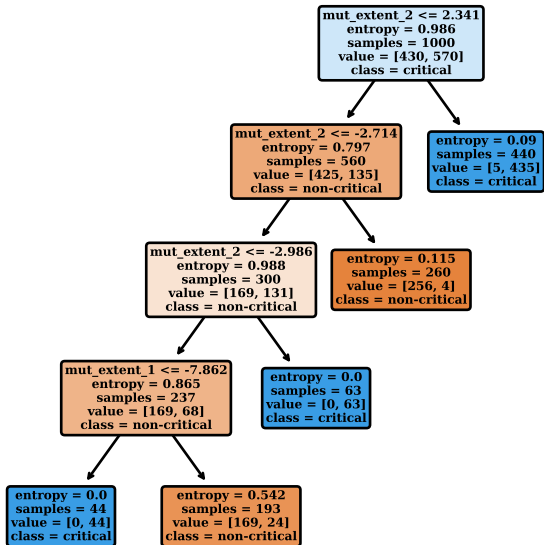 mut_extent_2 <= 2.341
entropy = 0.986
samples = 1000
value = [430, 570]
class = critical
mut_extent_2 <= -2.714
entropy = 0.797
samples = 560
value = [425, 135]
class = non-critical
entropy = 0.09
samples = 440
value = [5, 435]
class = critical
mut_extent_2 <= -2.986
entropy = 0.988
samples = 300
value = [169, 131]
class = non-critical
entropy = 0.115
samples = 260
value = [256, 4]
class = non-critical
mut_extent_1 <= -7.862
entropy = 0.865
samples = 237
value = [169, 68]
class = non-critical
entropy = 0.0
samples = 63
value = [0, 63]
class = critical
entropy = 0.0
samples = 44
value = [0, 44]
class = critical
entropy = 0.542
samples = 193
value = [169, 24]
class = non-critical